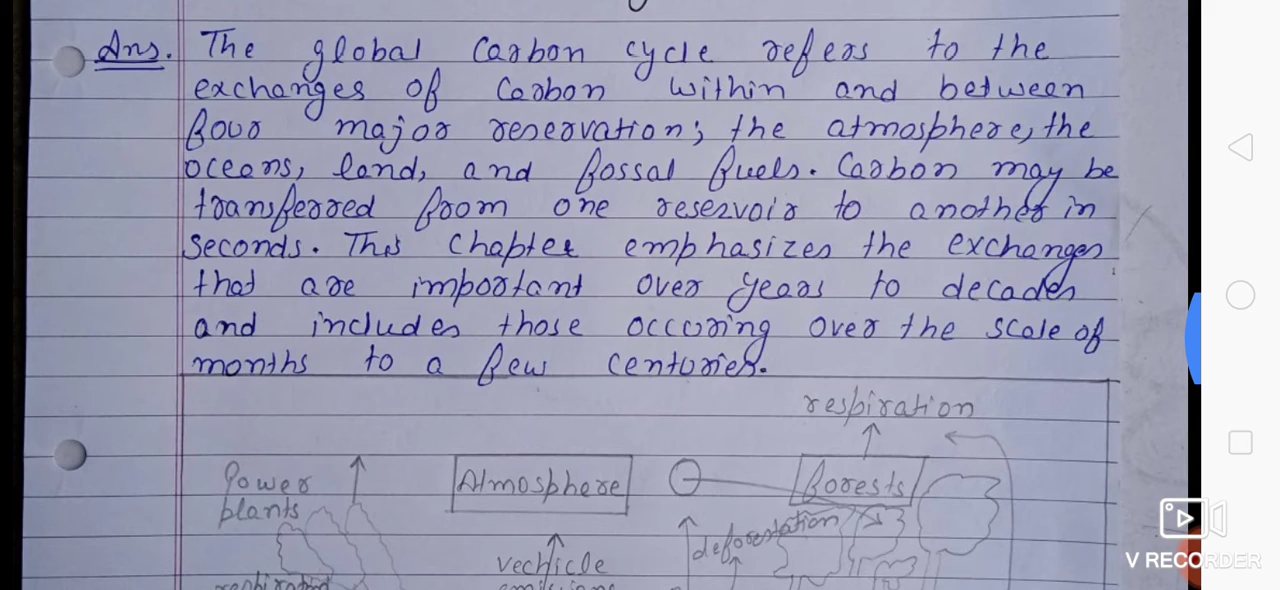 Ans. The global Carbon cycle refers to the
exchanges of Carbon within and between
four major reservation; the atmosphere, the
oceans, land, and fossal fuels. Carbon may be
transferred from one reservoir to another in
seconds. This chapter emphasizes the exchanges
that are important over years to decades
and includes those occuring over the scale of
months to a few centuries.
respiration
Power
plants
Atmosphere
forests
deforestation
vechicle
emissions
V RECORDER